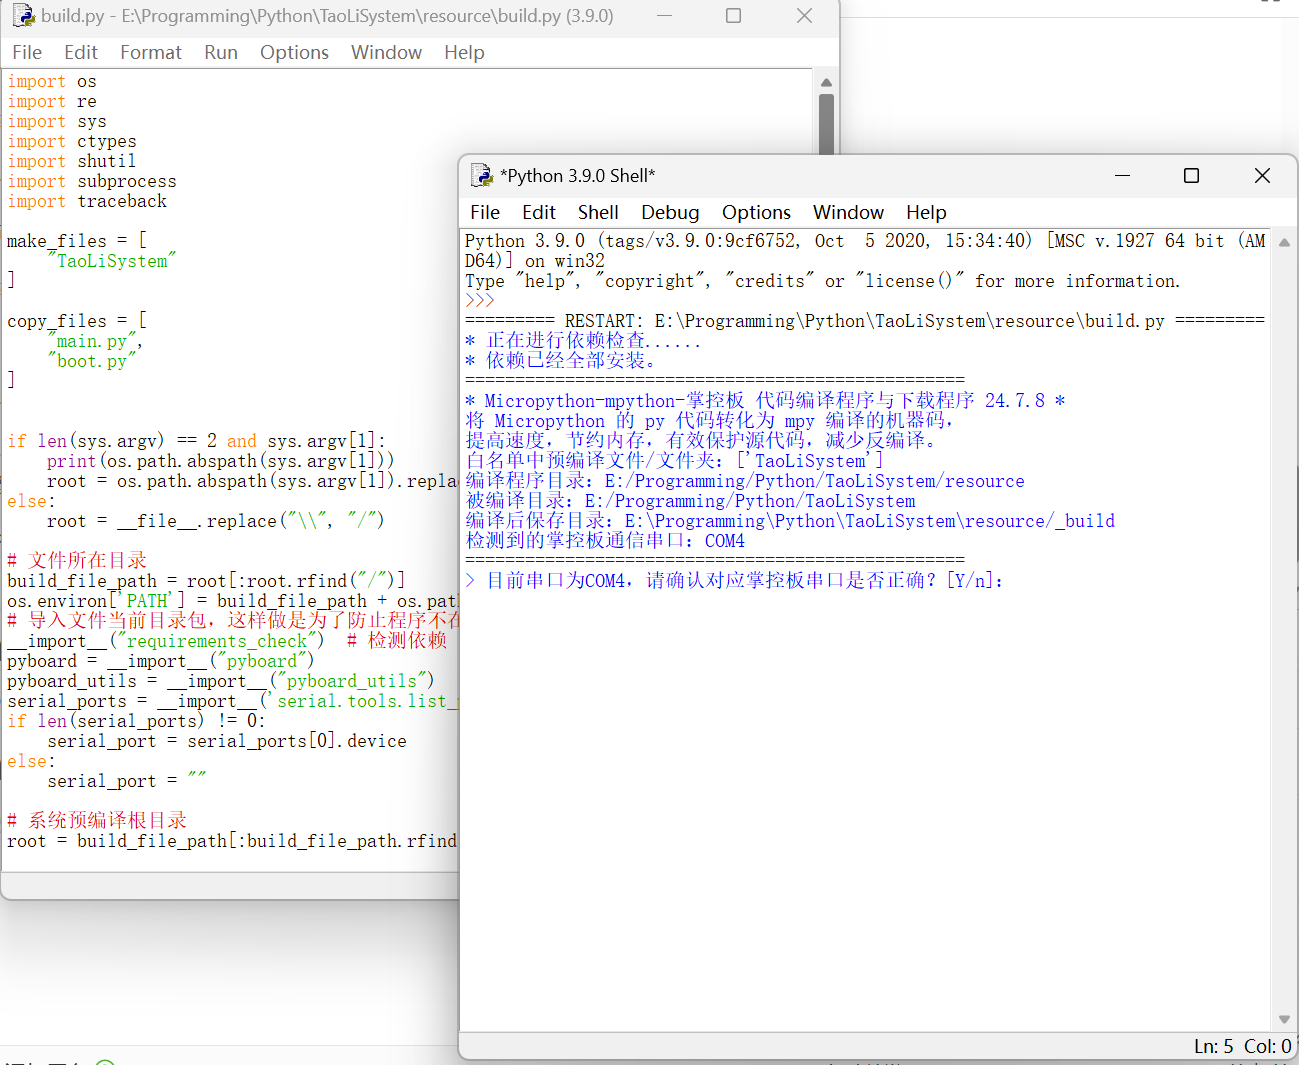 build.py - E:\Programming\Python\TaoLiSystem\resource\build.py (3.9.0)
File Edit Format Run Options Window Help
import os
import re
import sys
import ctypes
import shutil
import subprocess
import traceback
make_files = [
"TaoLiSystem"
]
copy_files = [
"main.py",
"boot.py"
]
if len(sys.argv) == 2 and sys.argv[1]:
print(os.path.abspath(sys.argv[1]))
root = os.path.abspath(sys.argv[1]).replac
else:
root = __file__.replace("\\", "/")
# 文件所在目录
build_file_path = root[:root.rfind("/")]
os.environ['PATH'] = build_file_path + os.pat
# 导入文件当前目录包，这样做是为了防止程序不在
__import__("requirements_check")  # 检测依赖
pyboard = __import__("pyboard")
pyboard_utils = __import__("pyboard_utils")
serial_ports = __import__('serial.tools.list_
if len(serial_ports) != 0:
serial_port = serial_ports[0].device
else:
serial_port = ""
# 系统预编译根目录
root = build_file_path[:build_file_path.rfind
*Python 3.9.0 Shell*
File Edit Shell Debug Options Window Help
Python 3.9.0 (tags/v3.9.0:9cf6752, Oct  5 2020, 15:34:40) [MSC v.1927 64 bit (AM
D64)] on win32
Type "help", "copyright", "credits" or "license()" for more information.
>>>
========= RESTART: E:\Programming\Python\TaoLiSystem\resource\build.py =========
* 正在进行依赖检查......
* 依赖已经全部安装。
==================================================
* Micropython-mpython-掌控板 代码编译程序与下载程序 24.7.8 *
将 Micropython 的 py 代码转化为 mpy 编译的机器码，
提高速度，节约内存，有效保护源代码，减少反编译。
白名单中预编译文件/文件夹：['TaoLiSystem']
编译程序目录：E:/Programming/Python/TaoLiSystem/resource
被编译目录：E:/Programming/Python/TaoLiSystem
编译后保存目录：E:\Programming\Python\TaoLiSystem\resource/_build
检测到的掌控板通信串口：COM4
==================================================
> 目前串口为COM4，请确认对应掌控板串口是否正确？[Y/n]:
Ln: 5 Col: 0